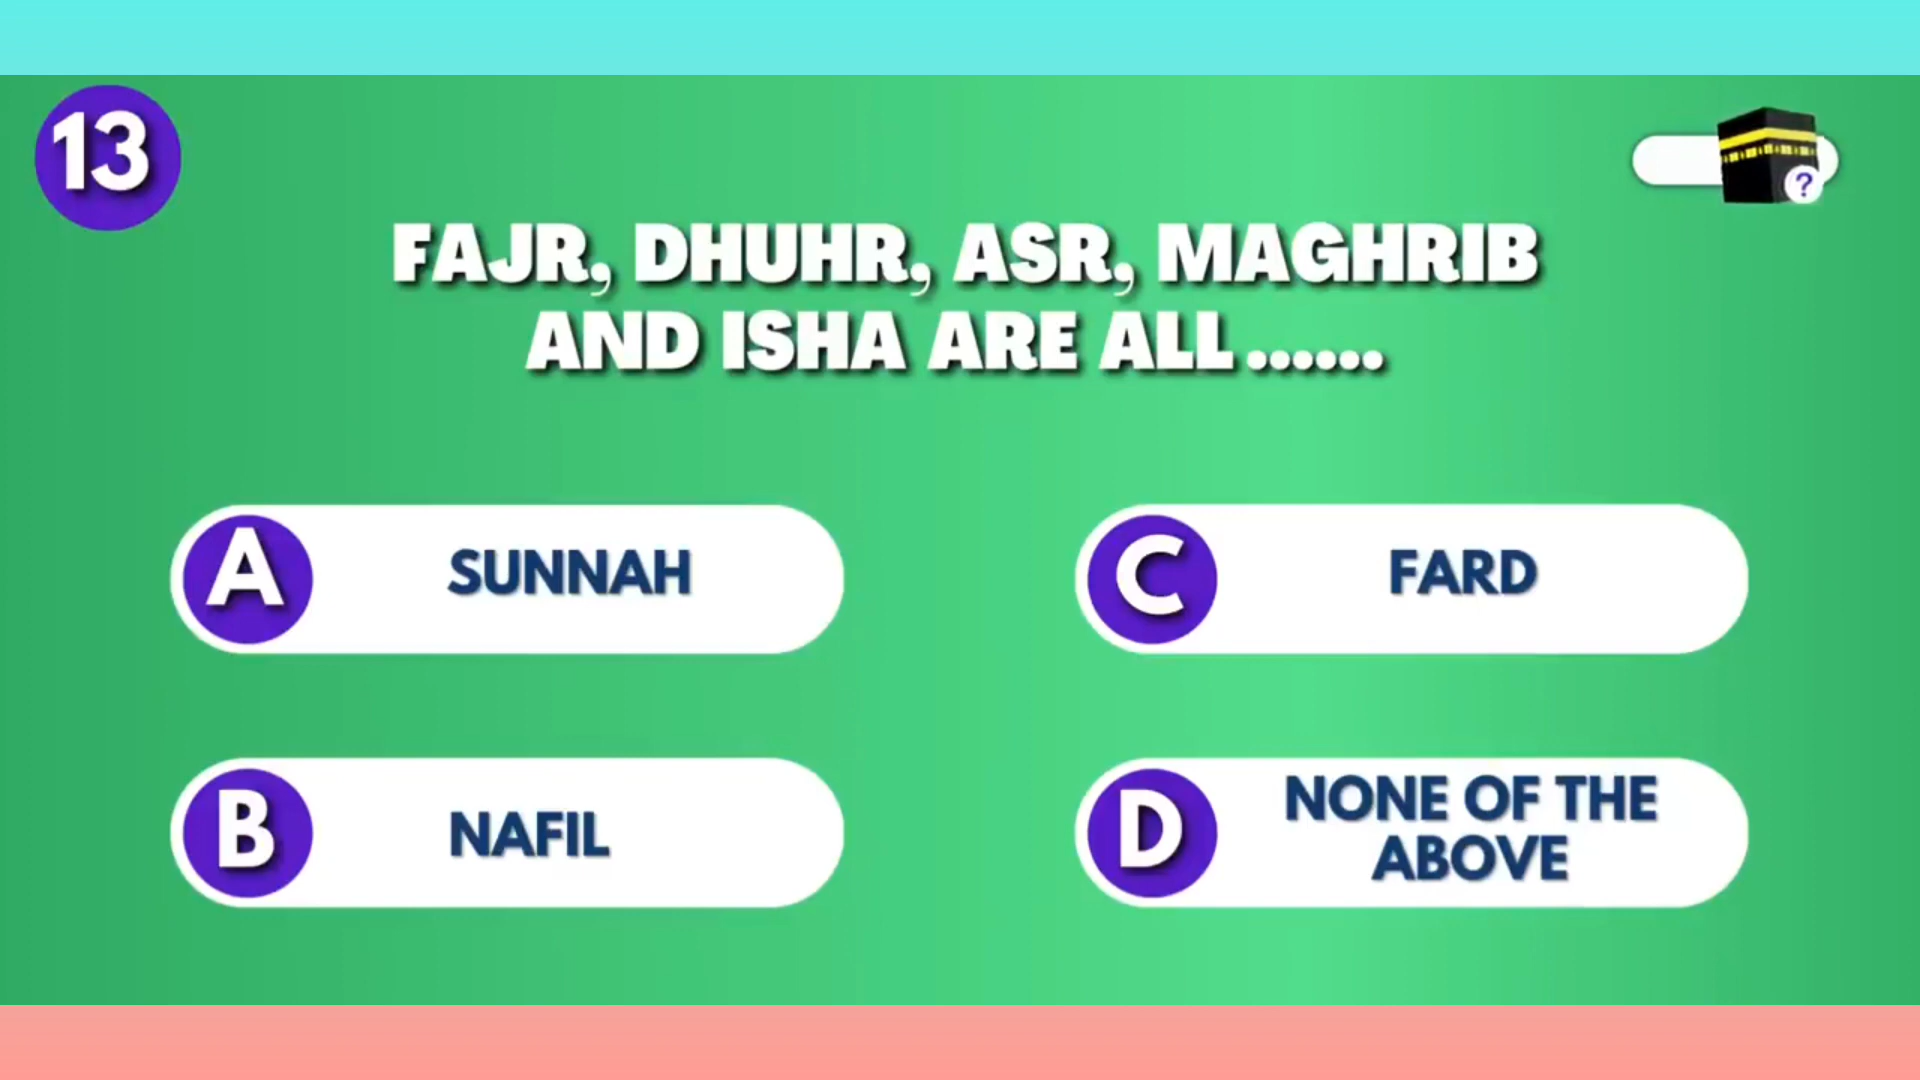 13
?
FAJR, DHUHR, ASR, MAGHRIB
AND ISHA ARE ALL......
A SUNNAH
C FARD
B NAFIL
D NONE OF THE
ABOVE